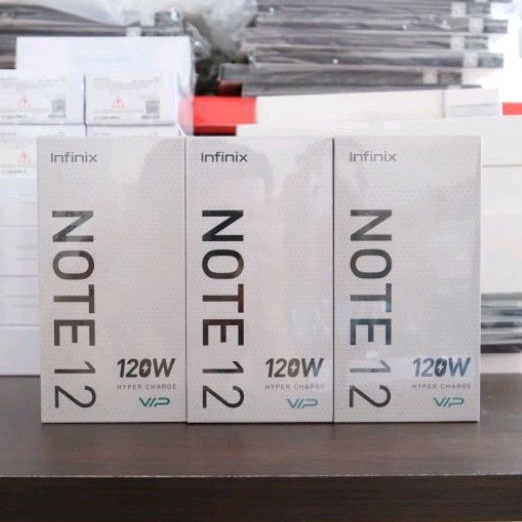 Infinix
NOTE 12
120W
HYPER CHARGE
VIP
Infinix
NOTE 12
120W
HYPER CHARGE
VIP
Infinix
NOTE 12
120W
HYPER CHARGE
VIP